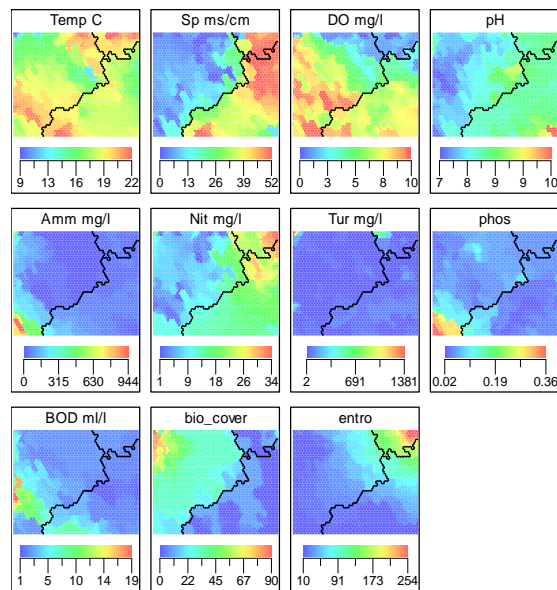 Temp C
Sp ms/cm
DO mg/l
pH
9 13 16 19 22
0 13 26 39 52
0 3 5 8 10
7 8 9 9 10
Amm mg/l
Nit mg/l
Tur mg/l
phos
0 315 630 944
1 9 18 26 34
2 691 1381
0.02 0.19 0.36
BOD ml/l
bio_cover
entro
1 5 10 14 19
0 22 45 67 90
10 91 173 254